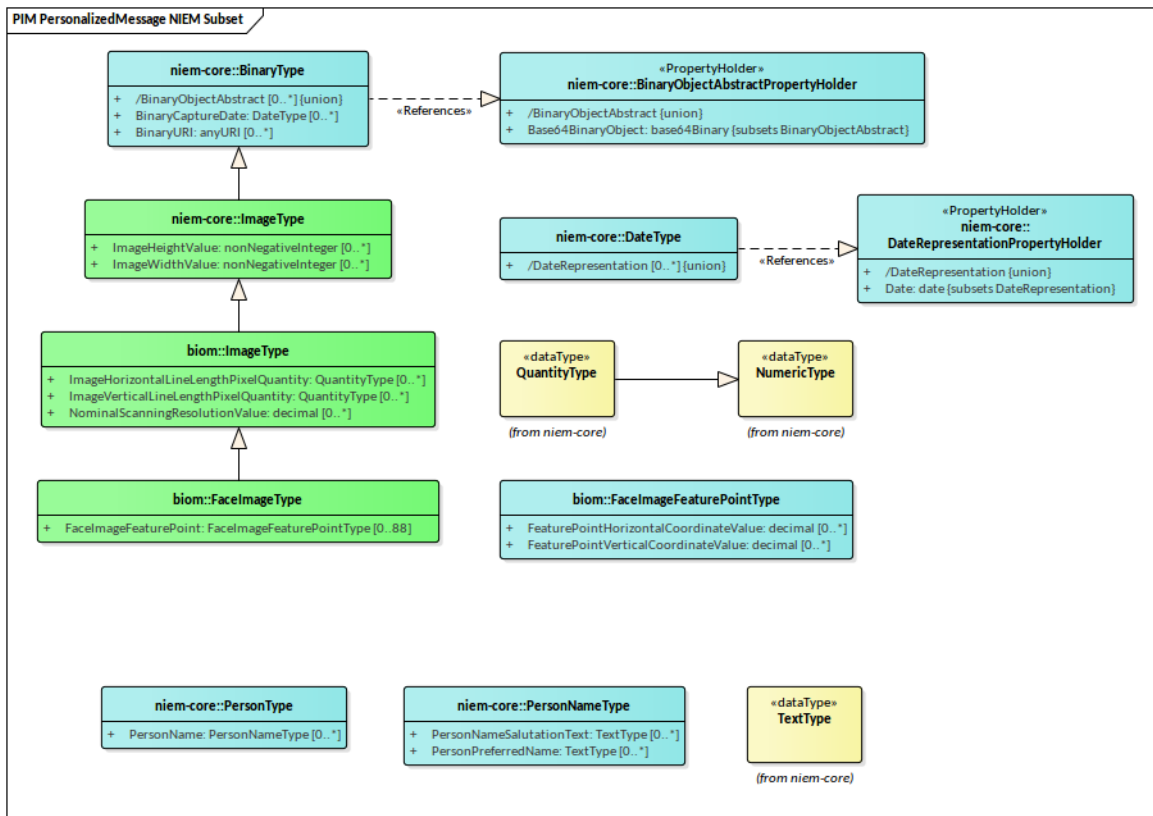 PIM PersonalizedMessage NIEM Subset
niem-core::BinaryType
+ /BinaryObjectAbstract [0..*] {union}
+ BinaryCaptureDate: DateType [0..*]
+ BinaryURI: anyURI [0..*]
«References»
«PropertyHolder»
niem-core::BinaryObjectAbstractPropertyHolder
+ /BinaryObjectAbstract {union}
+ Base64BinaryObject: base64Binary {subsets BinaryObjectAbstract}
niem-core::ImageType
+ ImageHeightValue: nonNegativeInteger [0..*]
+ ImageWidthValue: nonNegativeInteger [0..*]
niem-core::DateType
+ /DateRepresentation [0..*] {union}
«References»
«PropertyHolder»
niem-core::
DateRepresentationPropertyHolder
+ /DateRepresentation {union}
+ Date: date {subsets DateRepresentation}
biom::ImageType
+ ImageHorizontalLineLengthPixelQuantity: QuantityType [0..*]
+ ImageVerticalLineLengthPixelQuantity: QuantityType [0..*]
+ NominalScanningResolutionValue: decimal [0..*]
«dataType»
QuantityType
(from niem-core)
«dataType»
NumericType
(from niem-core)
biom::FaceImageType
+ FaceImageFeaturePoint: FaceImageFeaturePointType [0..88]
biom::FaceImageFeaturePointType
+ FeaturePointHorizontalCoordinateValue: decimal [0..*]
+ FeaturePointVerticalCoordinateValue: decimal [0..*]
niem-core::PersonType
+ PersonName: PersonNameType [0..*]
niem-core::PersonNameType
+ PersonNameSalutationText: TextType [0..*]
+ PersonPreferredName: TextType [0..*]
«dataType»
TextType
(from niem-core)